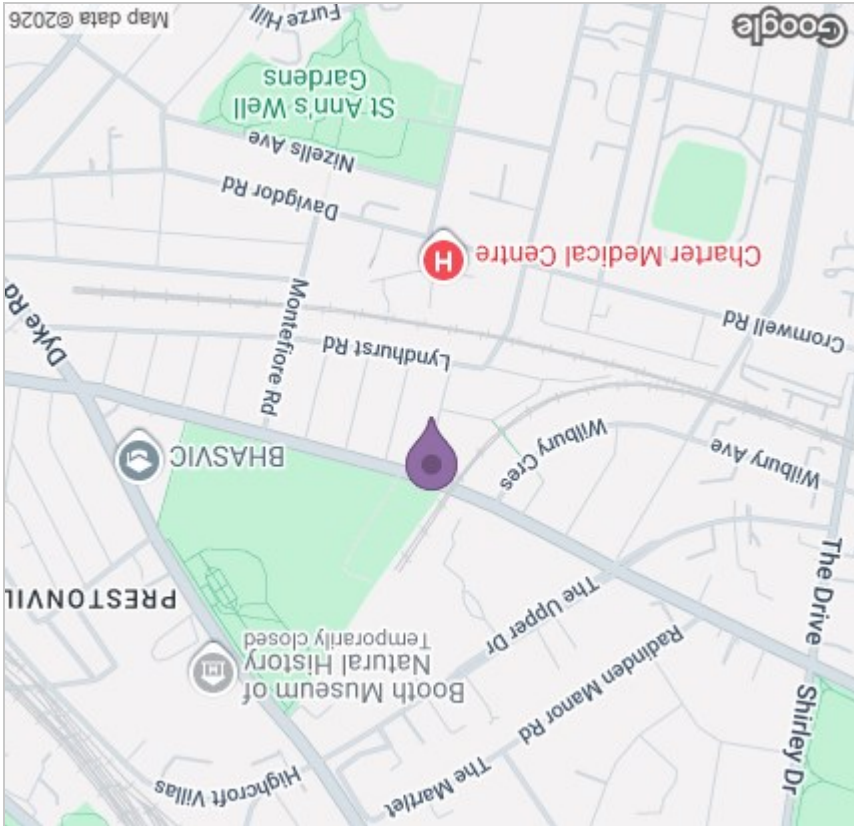 Map data ©2026
Google
Furze Hill
St Ann's Well
Gardens
Nizells Ave
Davigdor Rd
Charter Medical Centre
H
Cromwell Rd
Montefiore Rd
Lyndhurst Rd
Dyke Rd
BHASVIC
Wilbury Cres
Wilbury Ave
PRESTONVIL
The Drive
The Upper Dr
Booth Museum of
Natural History
Temporarily closed
Radinden Manor Rd
Shirley Dr
The Martlet
Highcroft Villas